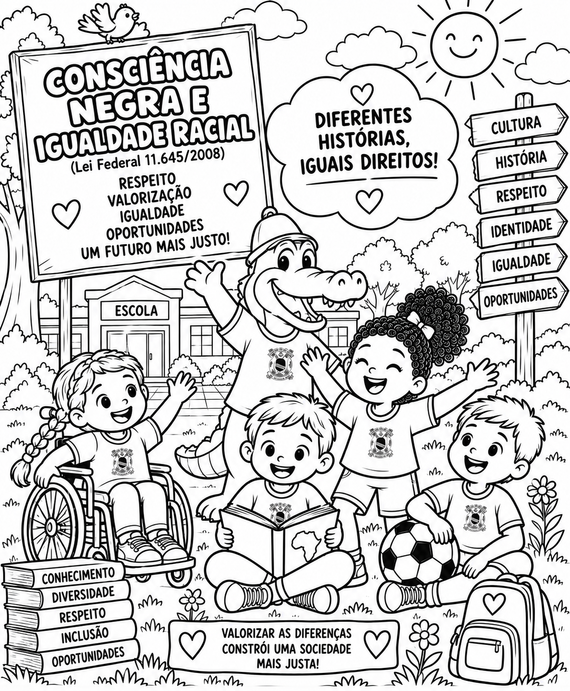 CONSCIÊNCIA
NEGRA E
IGUALDADE RACIAL
(Lei Federal 11.645/2008)
RESPEITO
VALORIZAÇÃO
IGUALDADE
OPORTUNIDADES
UM FUTURO MAIS JUSTO!
DIFERENTES
HISTÓRIAS,
IGUAIS DIREITOS!
CULTURA
HISTÓRIA
RESPEITO
IDENTIDADE
IGUALDADE
OPORTUNIDADES
ESCOLA
CONHECIMENTO
DIVERSIDADE
RESPEITO
INCLUSÃO
OPORTUNIDADES
VALORIZAR AS DIFERENÇAS
CONSTRÓI UMA SOCIEDADE
MAIS JUSTA!